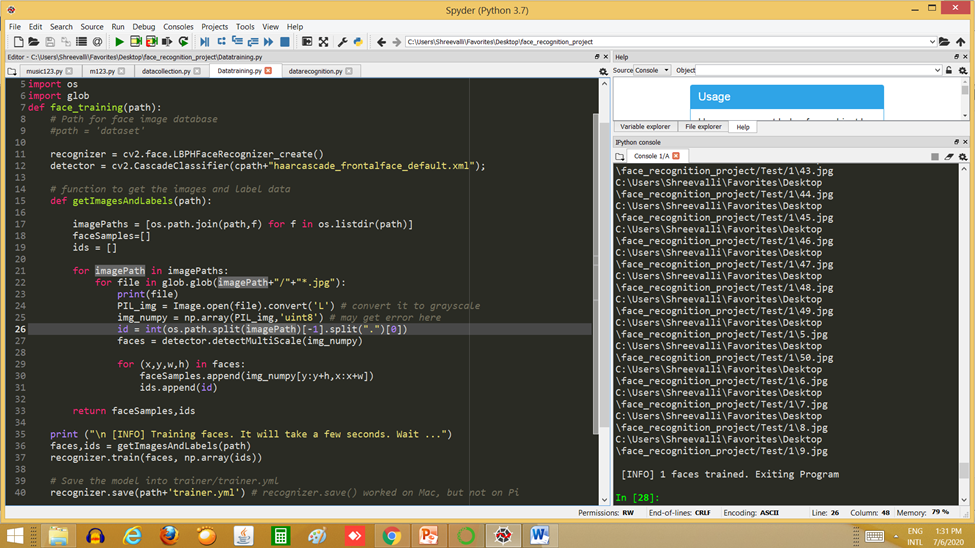 Spyder (Python 3.7)
File Edit Search Source Run Debug Consoles Projects Tools View Help
C:\Users\Shreevalli\Favorites\Desktop\face_recognition_project
Editor - C:\Users\Shreevalli\Favorites\Desktop\face_recognition_project\Datatraining.py
music123.py m123.py datacollection.py Datatraining.py datarecognition.py
5 import os
6 import glob
7 def face_training(path):
8 # Path for face image database
9 #path = 'dataset'
10
11 recognizer = cv2.face.LBPHFaceRecognizer_create()
12 detector = cv2.CascadeClassifier(cpath+"haarcascade_frontalface_default.xml");
13
14 # function to get the images and label data
15 def getImagesAndLabels(path):
16
17 imagePaths = [os.path.join(path,f) for f in os.listdir(path)]
18 faceSamples=[]
19 ids = []
20
21 for imagePath in imagePaths:
22 for file in glob.glob(imagePath+"/"+"*.jpg"):
23 print(file)
24 PIL_img = Image.open(file).convert('L') # convert it to grayscale
25 img_numpy = np.array(PIL_img,'uint8') # may get error here
26 id = int(os.path.split(imagePath)[-1].split(".")[0])
27 faces = detector.detectMultiScale(img_numpy)
28
29 for (x,y,w,h) in faces:
30 faceSamples.append(img_numpy[y:y+h,x:x+w])
31 ids.append(id)
32
33 return faceSamples,ids
34
35 print ("\n [INFO] Training faces. It will take a few seconds. Wait ...")
36 faces,ids = getImagesAndLabels(path)
37 recognizer.train(faces, np.array(ids))
38
39 # Save the model into trainer/trainer.yml
40 recognizer.save(path+'trainer.yml') # recognizer.save() worked on Mac, but not on Pi
Help
Source Console Object
Usage
Variable explorer File explorer Help
IPython console
Console 1/A
\face_recognition_project/Test/1\43.jpg
C:\Users\Shreevalli\Favorites\Desktop
\face_recognition_project/Test/1\44.jpg
C:\Users\Shreevalli\Favorites\Desktop
\face_recognition_project/Test/1\45.jpg
C:\Users\Shreevalli\Favorites\Desktop
\face_recognition_project/Test/1\46.jpg
C:\Users\Shreevalli\Favorites\Desktop
\face_recognition_project/Test/1\47.jpg
C:\Users\Shreevalli\Favorites\Desktop
\face_recognition_project/Test/1\48.jpg
C:\Users\Shreevalli\Favorites\Desktop
\face_recognition_project/Test/1\49.jpg
C:\Users\Shreevalli\Favorites\Desktop
\face_recognition_project/Test/1\5.jpg
C:\Users\Shreevalli\Favorites\Desktop
\face_recognition_project/Test/1\50.jpg
C:\Users\Shreevalli\Favorites\Desktop
\face_recognition_project/Test/1\6.jpg
C:\Users\Shreevalli\Favorites\Desktop
\face_recognition_project/Test/1\7.jpg
C:\Users\Shreevalli\Favorites\Desktop
\face_recognition_project/Test/1\8.jpg
C:\Users\Shreevalli\Favorites\Desktop
\face_recognition_project/Test/1\9.jpg
[INFO] 1 faces trained. Exiting Program
In [28]:
Permissions: RW End-of-lines: CRLF Encoding: ASCII Line: 26 Column: 48 Memory: 79 %
ENG
INTL
1:31 PM
7/6/2020